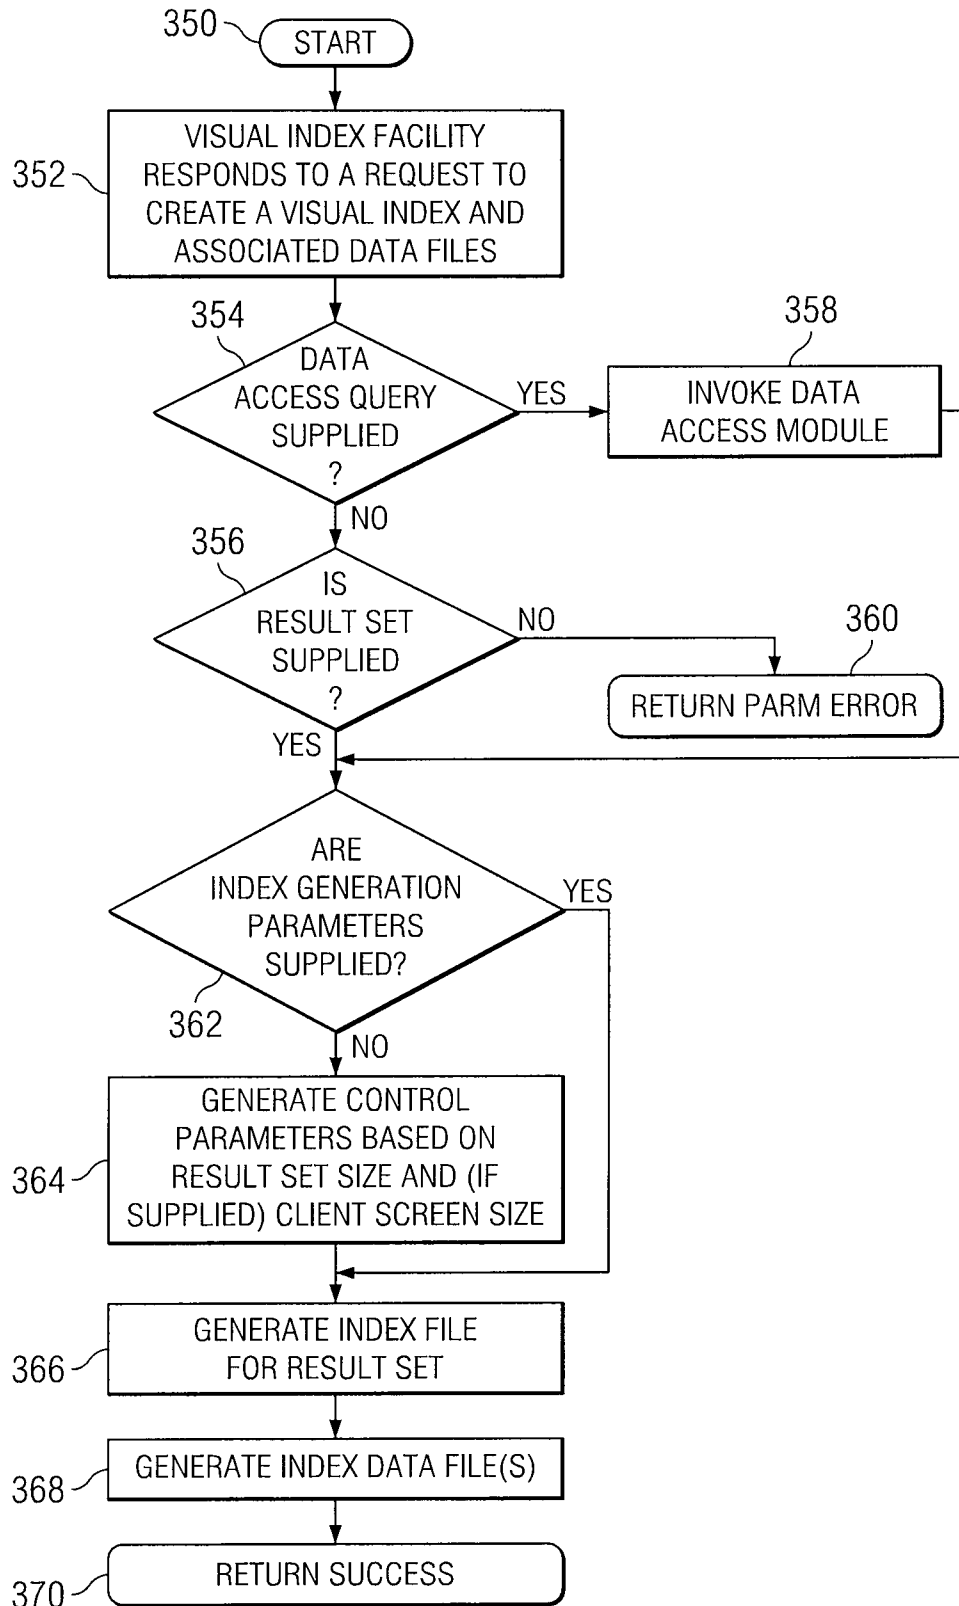 350
START
352
VISUAL INDEX FACILITY
RESPONDS TO A REQUEST TO
CREATE A VISUAL INDEX AND
ASSOCIATED DATA FILES
354
DATA
ACCESS QUERY
SUPPLIED
?
YES
358
INVOKE DATA
ACCESS MODULE
NO
356
IS
RESULT SET
SUPPLIED
?
NO
360
RETURN PARM ERROR
YES
ARE
INDEX GENERATION
PARAMETERS
SUPPLIED?
YES
362
NO
364
GENERATE CONTROL
PARAMETERS BASED ON
RESULT SET SIZE AND (IF
SUPPLIED) CLIENT SCREEN SIZE
366
GENERATE INDEX FILE
FOR RESULT SET
368
GENERATE INDEX DATA FILE(S)
370
RETURN SUCCESS